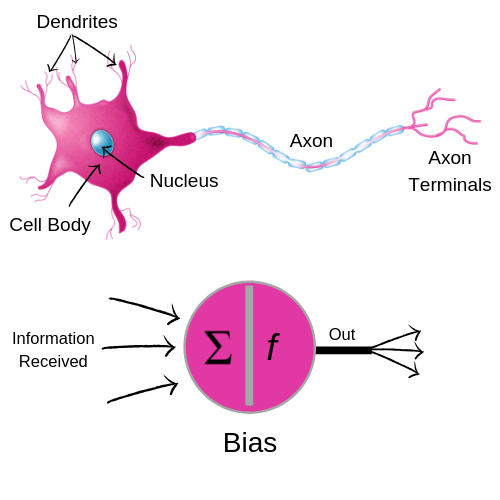 Dendrites
Axon
Axon
Terminals
Nucleus
Cell Body
Information
Received
Σ
f
Out
Bias